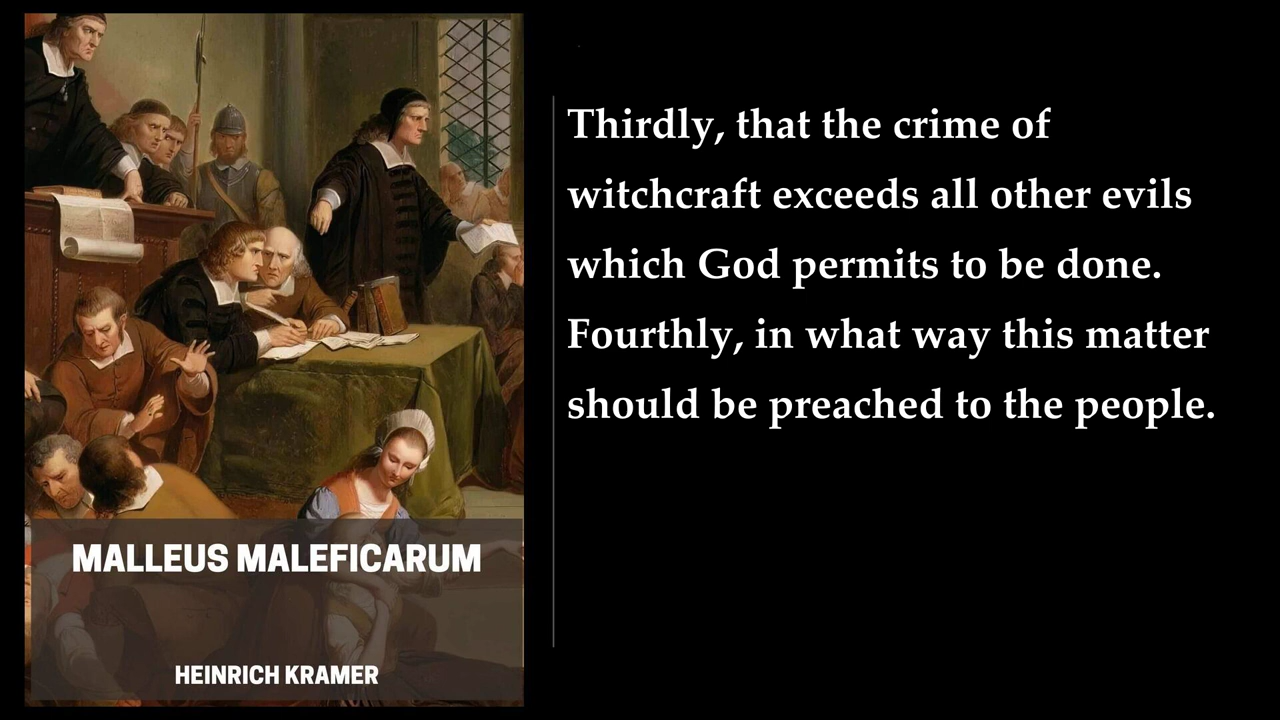 MALLEUS MALEFICARUM
HEINRICH KRAMER
Thirdly, that the crime of
witchcraft exceeds all other evils
which God permits to be done.
Fourthly, in what way this matter
should be preached to the people.